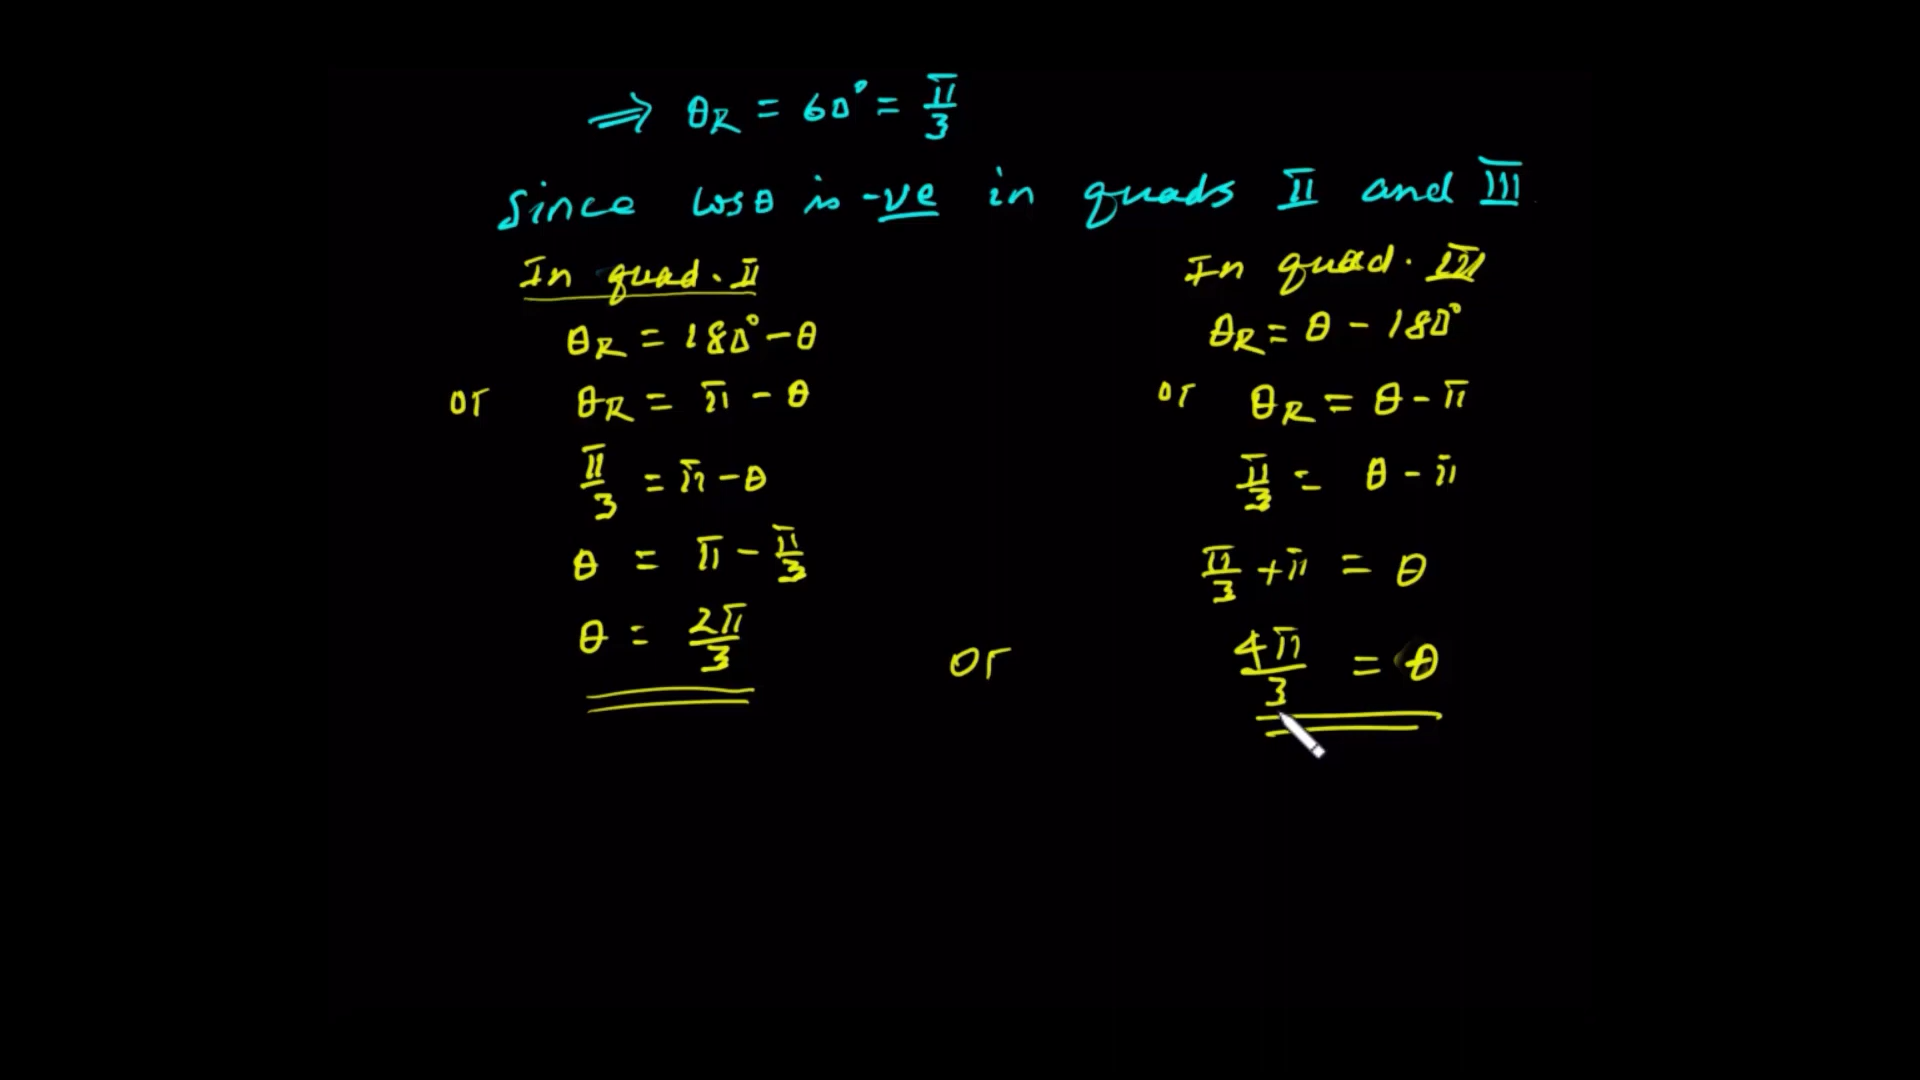 ⇒ θR = 60° = π/3
Since cosθ is -ve in quads II and III
In quad. II
θR = 180° - θ
or θR = π - θ
π/3 = π - θ
θ = π - π/3
θ = 2π/3
or
In quad. III
θR = θ - 180°
or θR = θ - π
π/3 = θ - π
π/3 + π = θ
4π/3 = θ